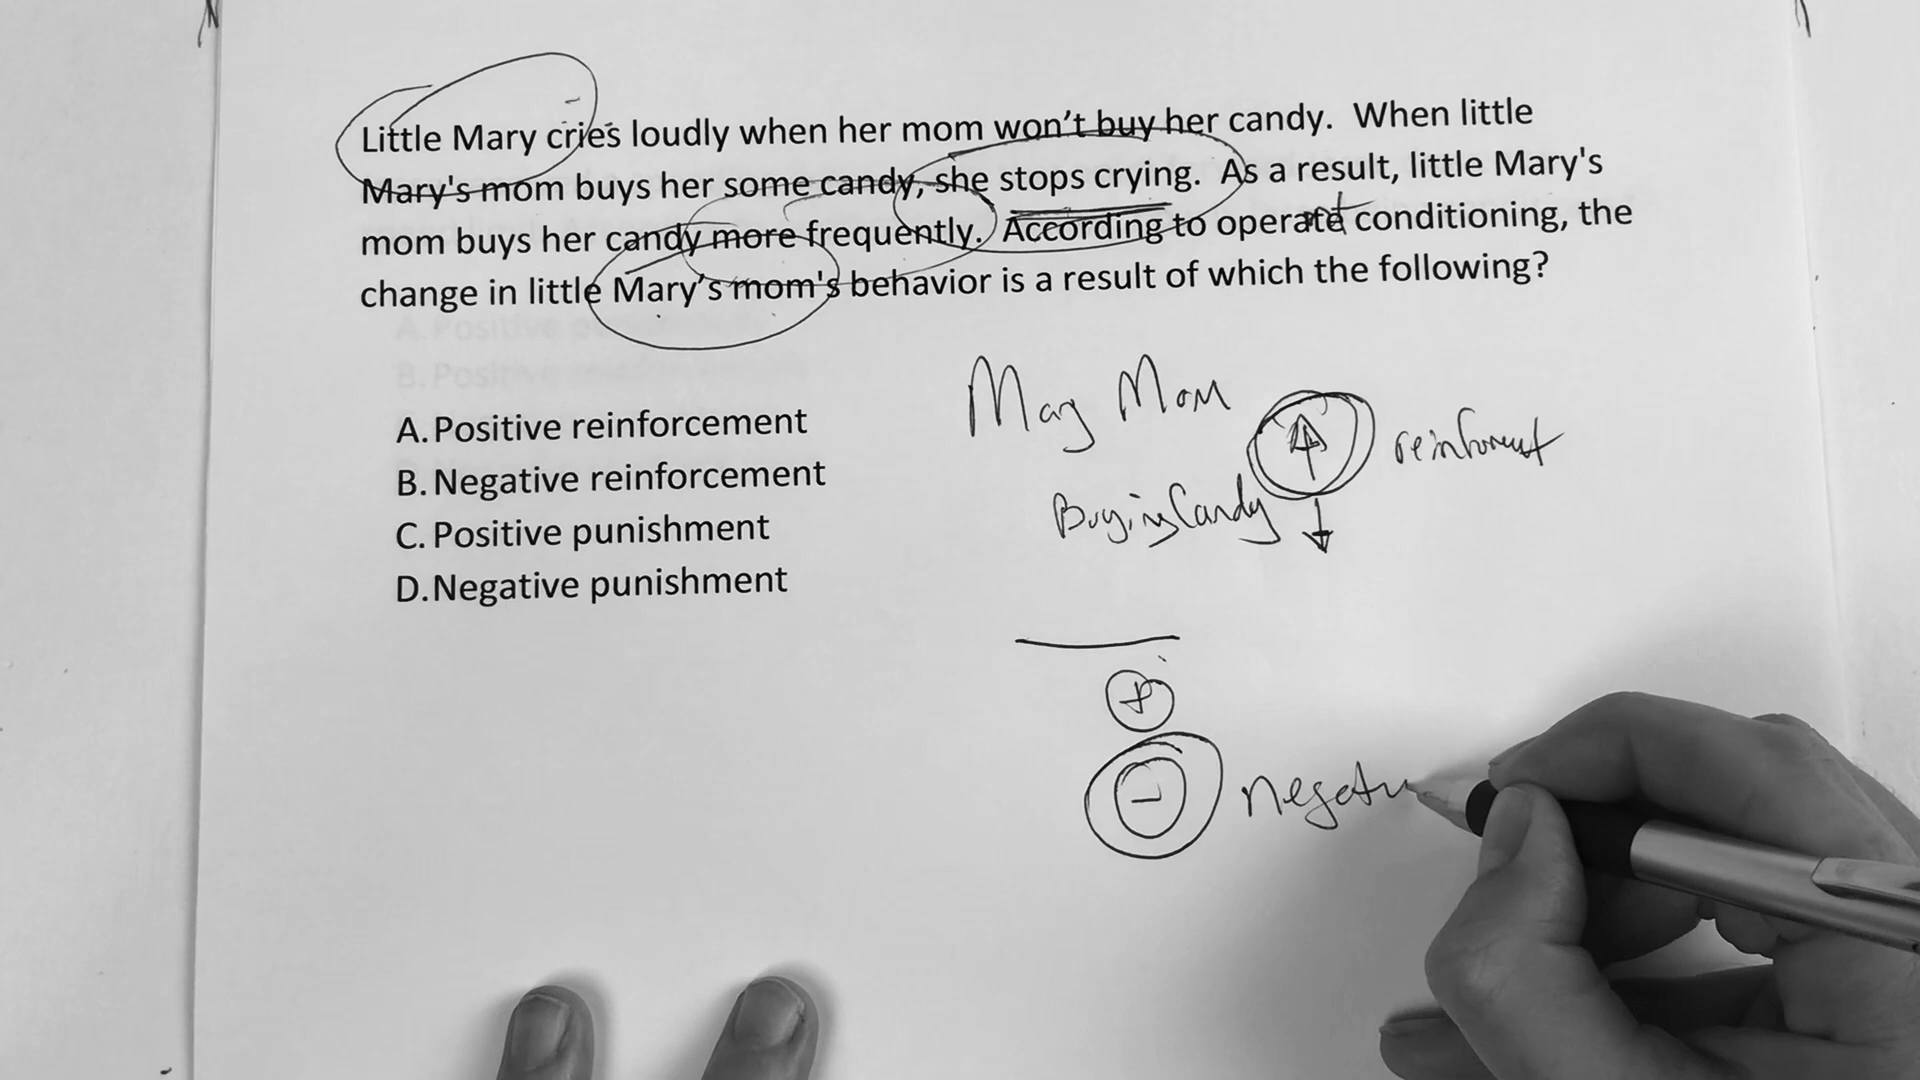 Little Mary cries loudly when her mom won't buy her candy. When little
Mary's mom buys her some candy, she stops crying. As a result, little Mary's
mom buys her candy more frequently. According to operatnt conditioning, the
change in little Mary's mom's behavior is a result of which the following?
A. Positive reinforcement
B. Negative reinforcement
C. Positive punishment
D. Negative punishment
Mary Mom
reinforcement
Buying Candy
+
-
negativ